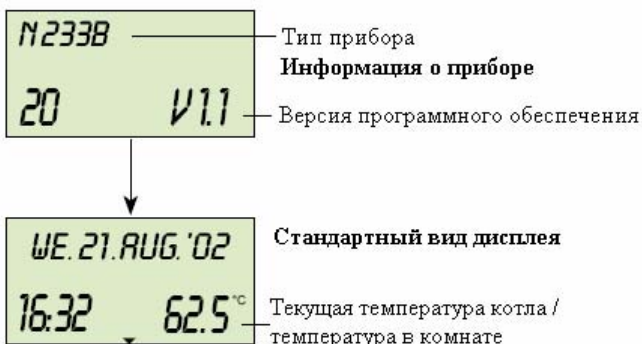 N233B
Тип прибора
Информация о приборе
20 V1.1
Версия программного обеспечения
WE. 21.AUG.'02
Стандартный вид дисплея
16:32 62.5 °C
Текущая температура котла /
температура в комнате